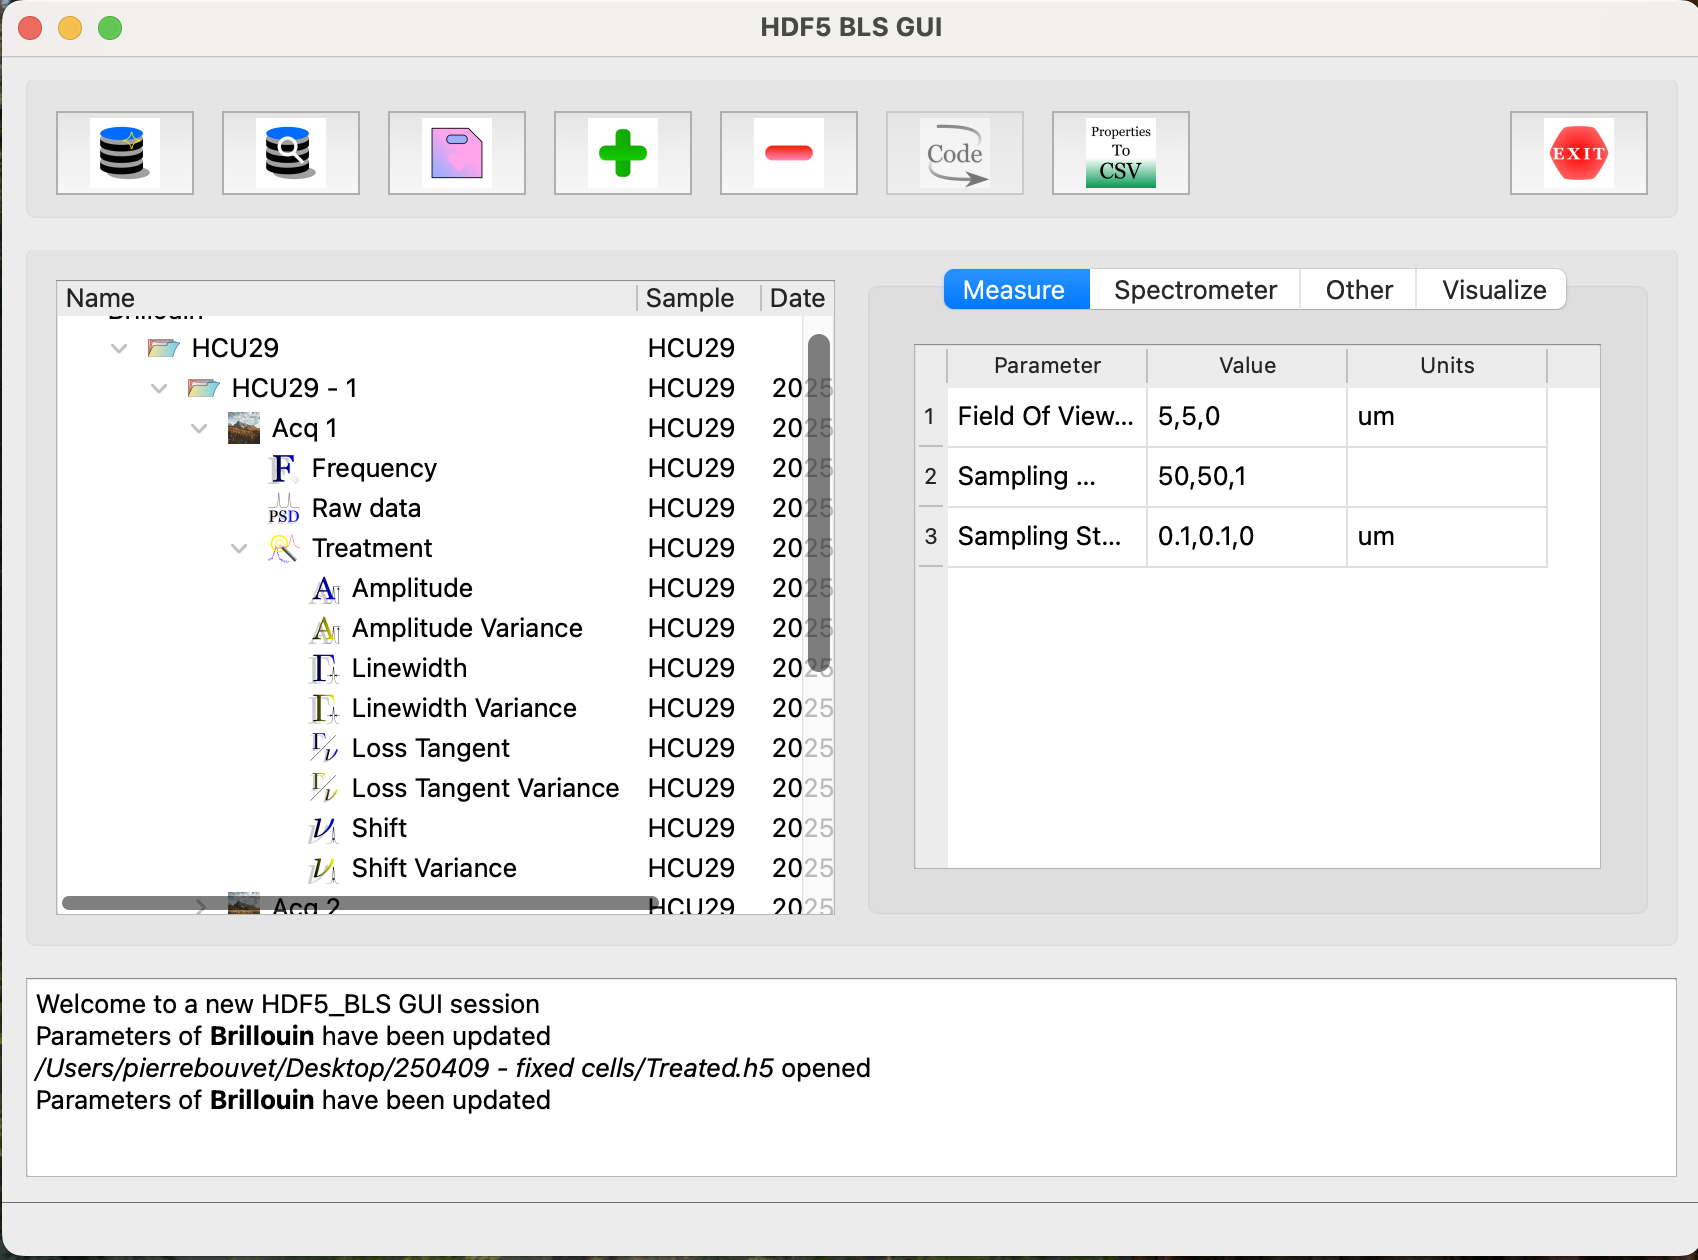 HDF5 BLS GUI
Code
Properties
To
CSV
EXIT
Measure Spectrometer Other Visualize
Name Sample Date
Brillouin
HCU29 HCU29
HCU29 - 1 HCU29 2025
Acq 1 HCU29 2025
F Frequency HCU29 2025
PSD Raw data HCU29 2025
Treatment HCU29 2025
A Amplitude HCU29 2025
A Amplitude Variance HCU29 2025
Γ Linewidth HCU29 2025
Γ Linewidth Variance HCU29 2025
Γ/ν Loss Tangent HCU29 2025
Γ/ν Loss Tangent Variance HCU29 2025
ν Shift HCU29 2025
ν Shift Variance HCU29 2025
Acq 2 HCU29 2025
Parameter Value Units
1 Field Of View... 5,5,0 um
2 Sampling ... 50,50,1
3 Sampling St... 0.1,0.1,0 um
Welcome to a new HDF5_BLS GUI session
Parameters of Brillouin have been updated
/Users/pierrebouvet/Desktop/250409 - fixed cells/Treated.h5 opened
Parameters of Brillouin have been updated